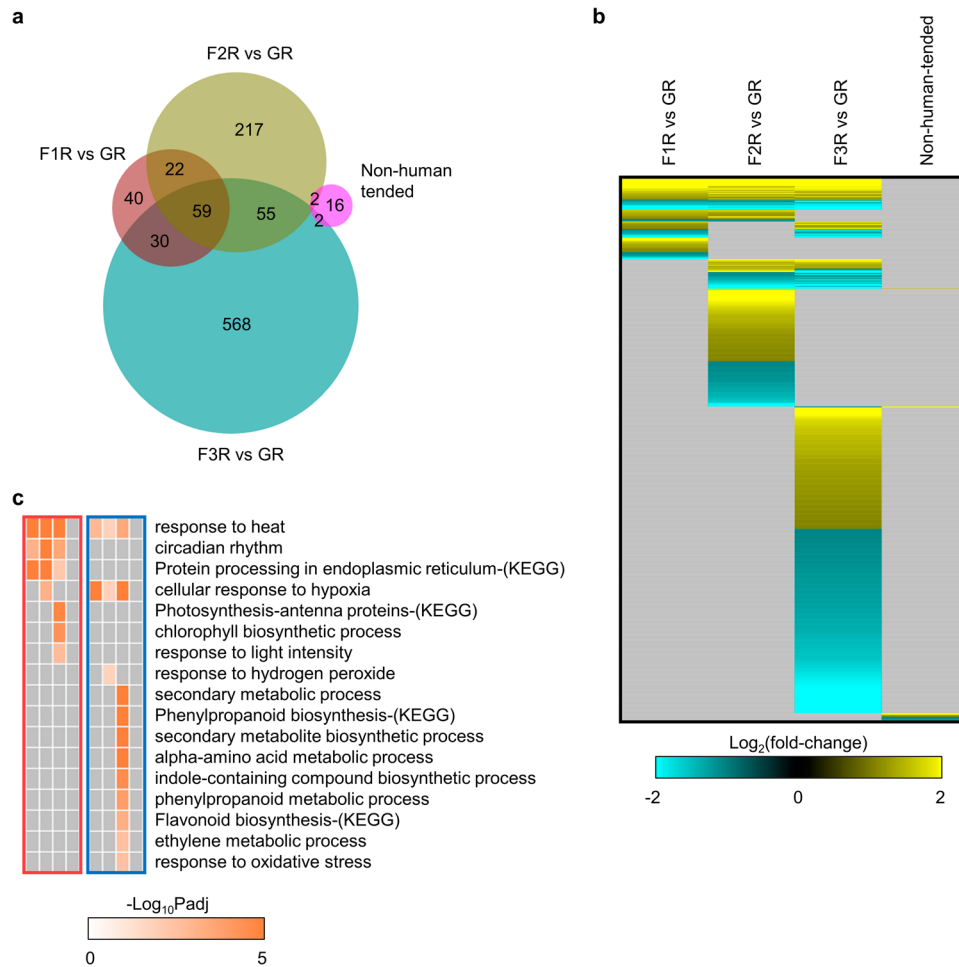 a
F2R vs GR
217
F1R vs GR
22
Non-human
tended
40
2
16
59
55
2
30
568
F3R vs GR
b
F1R vs GR
F2R vs GR
F3R vs GR
Non-human-tended
Log2(fold-change)
-2
0
2
c
response to heat
circadian rhythm
Protein processing in endoplasmic reticulum-(KEGG)
cellular response to hypoxia
Photosynthesis-antenna proteins-(KEGG)
chlorophyll biosynthetic process
response to light intensity
response to hydrogen peroxide
secondary metabolic process
Phenylpropanoid biosynthesis-(KEGG)
secondary metabolite biosynthetic process
alpha-amino acid metabolic process
indole-containing compound biosynthetic process
phenylpropanoid metabolic process
Flavonoid biosynthesis-(KEGG)
ethylene metabolic process
response to oxidative stress
-Log10Padj
0
5